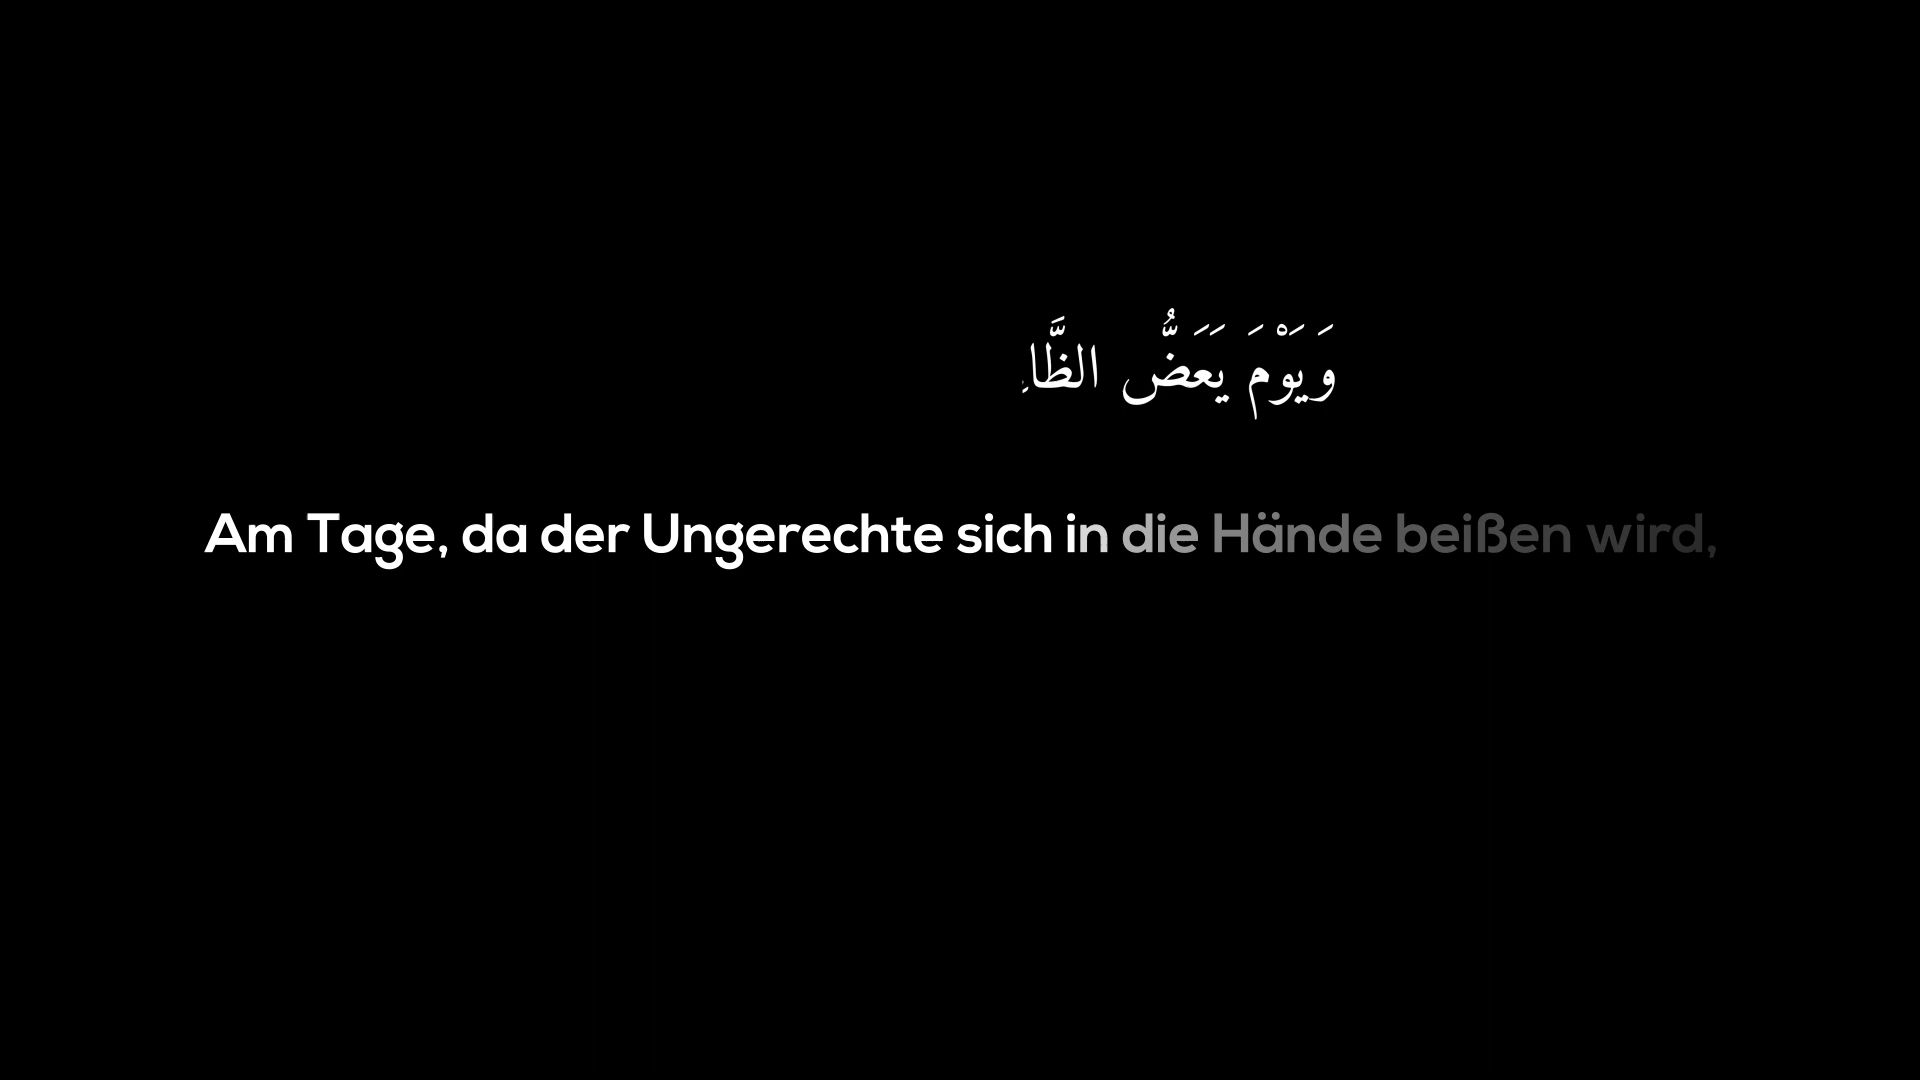 وَيَوْمَ يَعَضُّ الظَّا
Am Tage, da der Ungerechte sich in die Hände beißen wird,